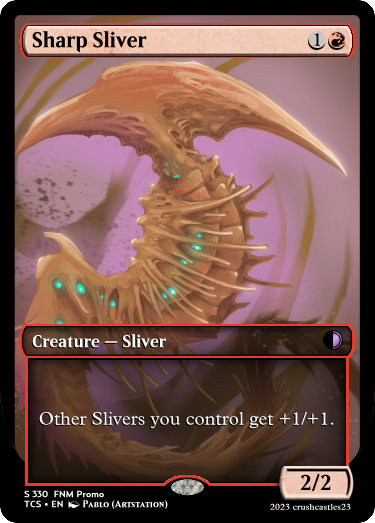 Sharp Sliver 1
Creature — Sliver
Other Slivers you control get +1/+1.
2/2
S 330 FNM Promo
TCS • EN Pablo (Artstation)
2023 crushcastles23